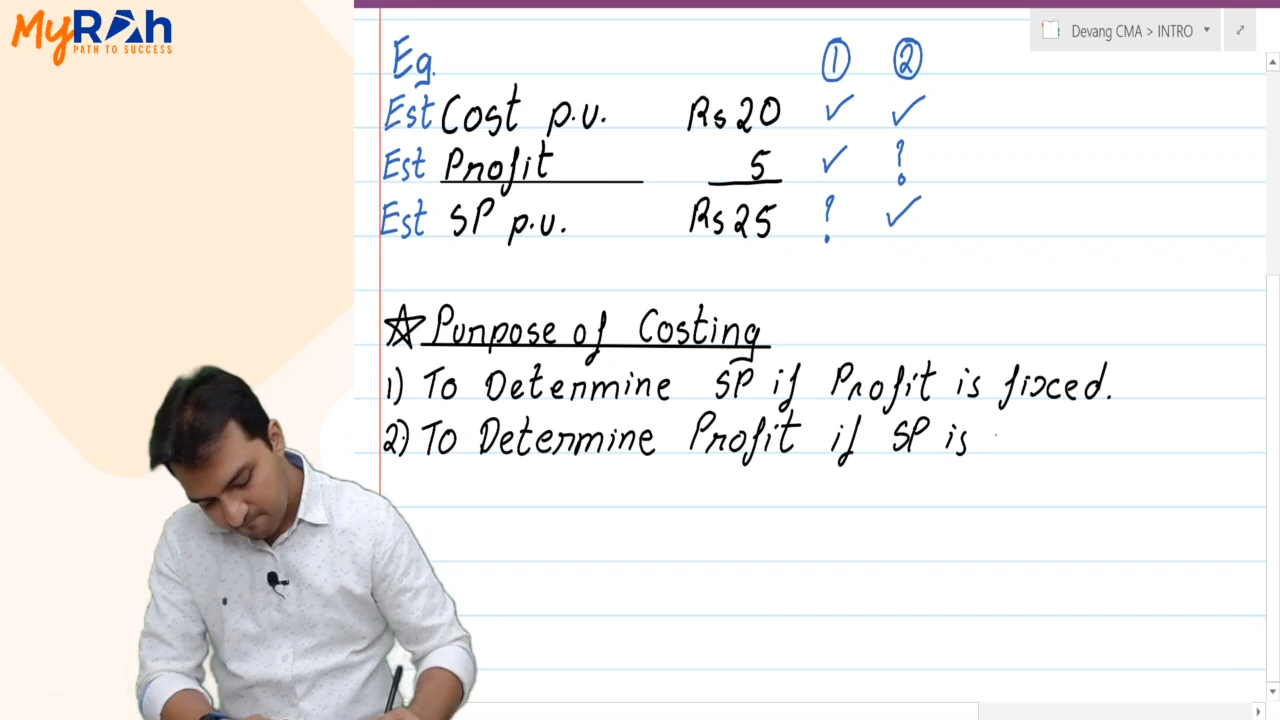 MyRAh
PATH TO SUCCESS
Devang CMA > INTRO
Eg. ① ②
Est Cost p.u. Rs 20 ✓ ✓
Est Profit 5 ✓ ?
Est SP p.u. Rs 25 ? ✓
☆ Purpose of Costing
1) To Determine SP if Profit is fixed.
2) To Determine Profit if SP is